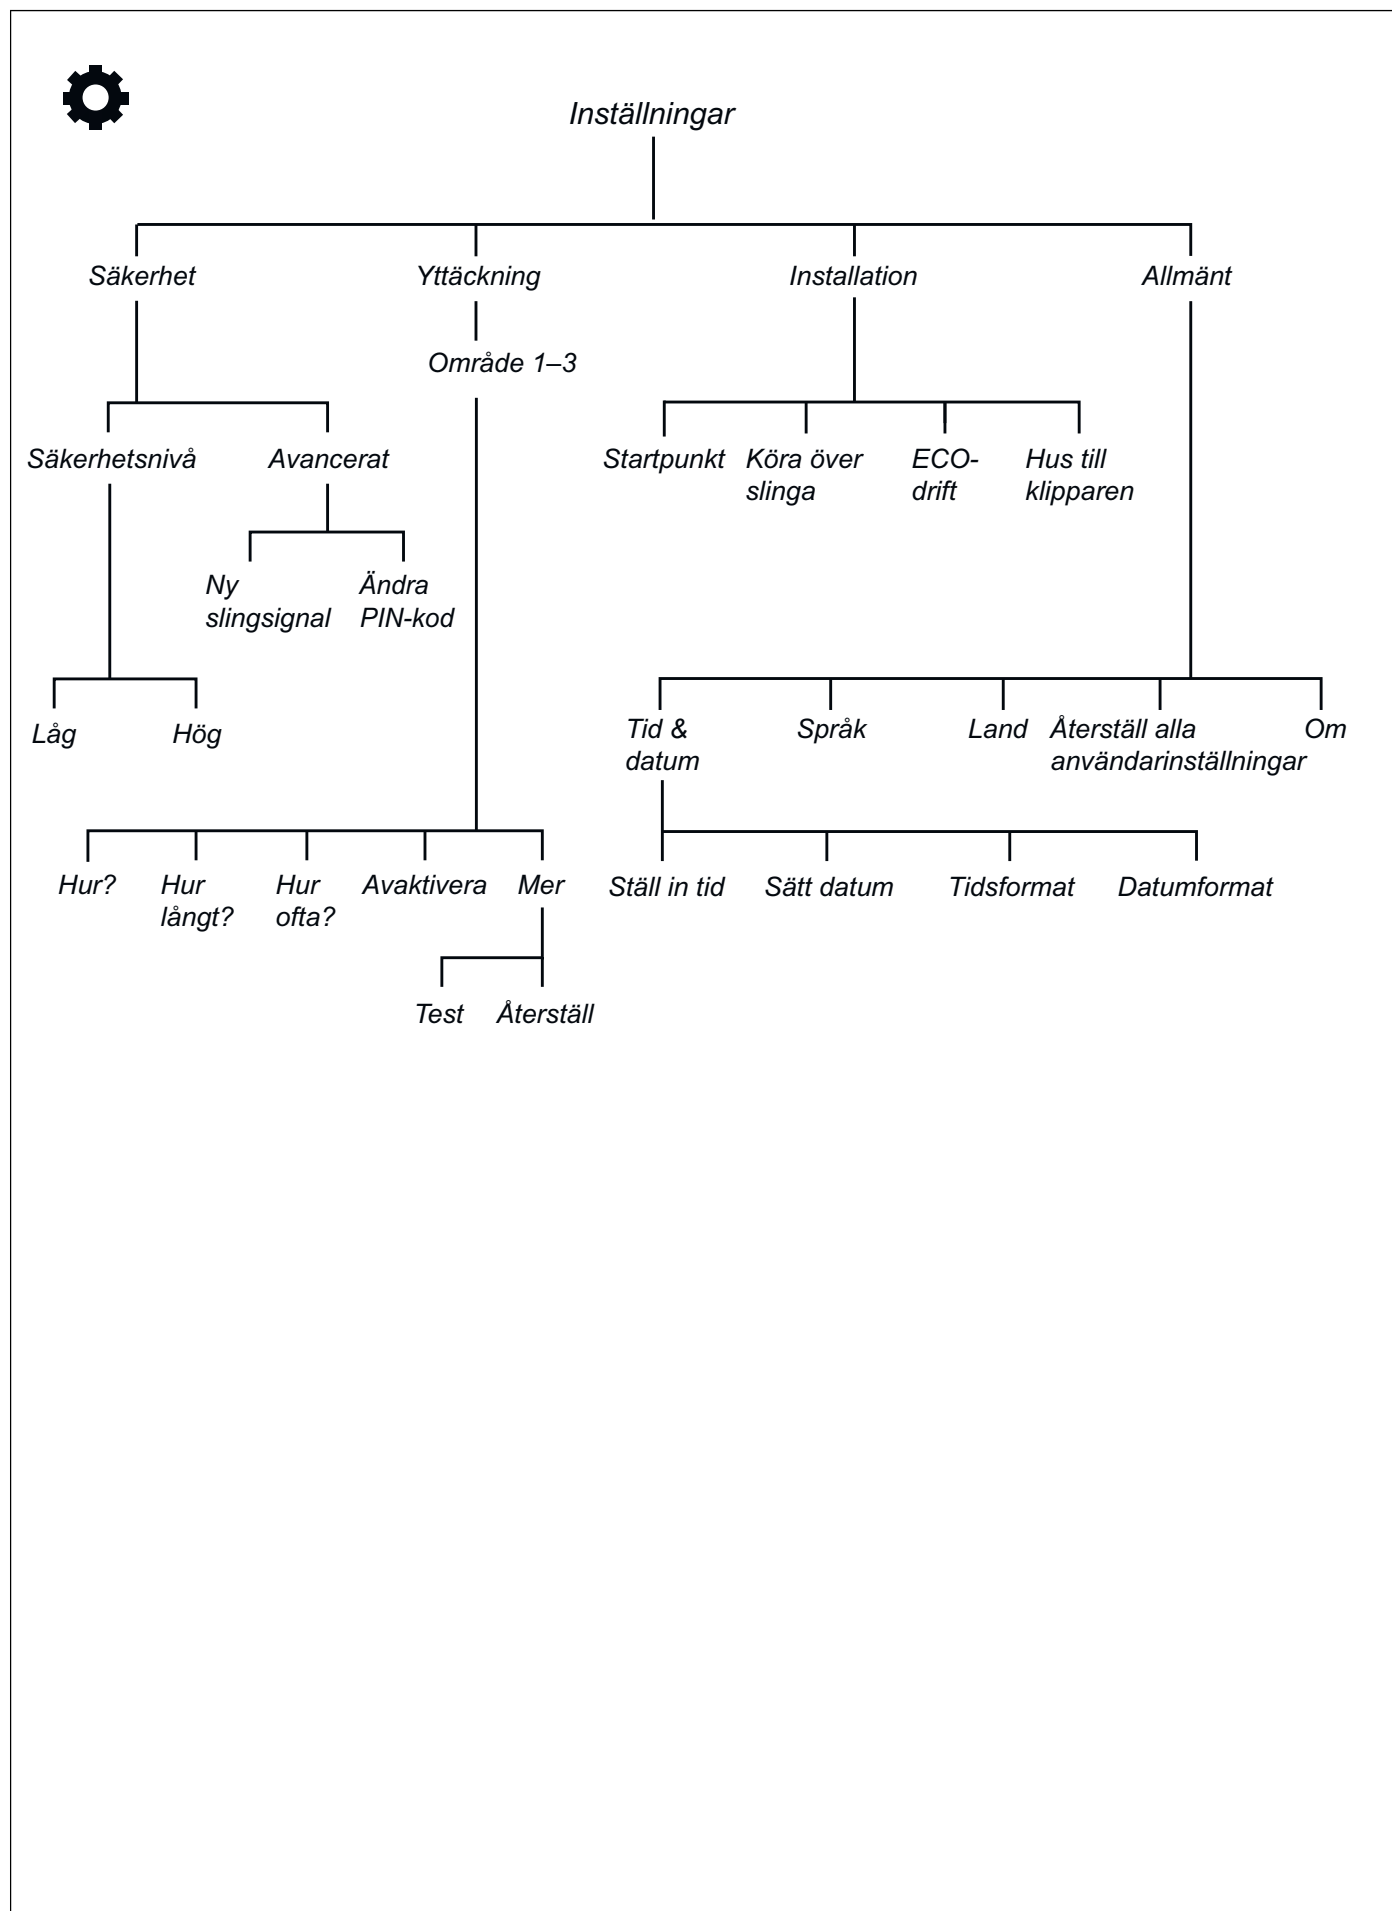 Inställningar
Säkerhet
Yttäckning
Installation
Allmänt
Område 1–3
Säkerhetsnivå
Avancerat
Startpunkt
Köra över
slinga
ECO-
drift
Hus till
klipparen
Ny
slingsignal
Ändra
PIN-kod
Låg
Hög
Tid &
datum
Språk
Land
Återställ alla
användarinställningar
Om
Hur?
Hur
långt?
Hur
ofta?
Avaktivera
Mer
Ställ in tid
Sätt datum
Tidsformat
Datumformat
Test
Återställ